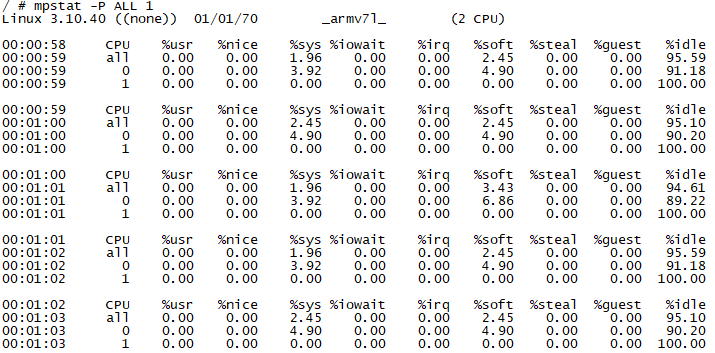 / # mpstat -P ALL 1
Linux 3.10.40 ((none)) 01/01/70 _armv7l_ (2 CPU)
00:00:58 CPU %usr %nice %sys %iowait %irq %soft %steal %guest %idle
00:00:59 all 0.00 0.00 1.96 0.00 0.00 2.45 0.00 0.00 95.59
00:00:59 0 0.00 0.00 3.92 0.00 0.00 4.90 0.00 0.00 91.18
00:00:59 1 0.00 0.00 0.00 0.00 0.00 0.00 0.00 0.00 100.00
00:00:59 CPU %usr %nice %sys %iowait %irq %soft %steal %guest %idle
00:01:00 all 0.00 0.00 2.45 0.00 0.00 2.45 0.00 0.00 95.10
00:01:00 0 0.00 0.00 4.90 0.00 0.00 4.90 0.00 0.00 90.20
00:01:00 1 0.00 0.00 0.00 0.00 0.00 0.00 0.00 0.00 100.00
00:01:00 CPU %usr %nice %sys %iowait %irq %soft %steal %guest %idle
00:01:01 all 0.00 0.00 1.96 0.00 0.00 3.43 0.00 0.00 94.61
00:01:01 0 0.00 0.00 3.92 0.00 0.00 6.86 0.00 0.00 89.22
00:01:01 1 0.00 0.00 0.00 0.00 0.00 0.00 0.00 0.00 100.00
00:01:01 CPU %usr %nice %sys %iowait %irq %soft %steal %guest %idle
00:01:02 all 0.00 0.00 1.96 0.00 0.00 2.45 0.00 0.00 95.59
00:01:02 0 0.00 0.00 3.92 0.00 0.00 4.90 0.00 0.00 91.18
00:01:02 1 0.00 0.00 0.00 0.00 0.00 0.00 0.00 0.00 100.00
00:01:02 CPU %usr %nice %sys %iowait %irq %soft %steal %guest %idle
00:01:03 all 0.00 0.00 2.45 0.00 0.00 2.45 0.00 0.00 95.10
00:01:03 0 0.00 0.00 4.90 0.00 0.00 4.90 0.00 0.00 90.20
00:01:03 1 0.00 0.00 0.00 0.00 0.00 0.00 0.00 0.00 100.00